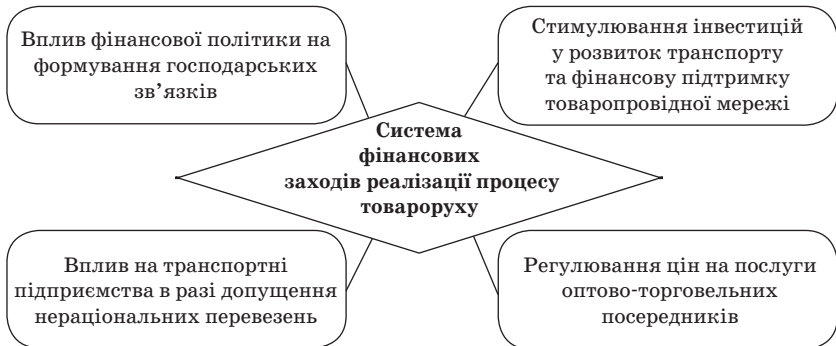 Вплив фінансової політики на
формування господарських
зв’язків
Стимулювання інвестицій
у розвиток транспорту
та фінансову підтримку
товаропровідної мережі
Система
фінансових
заходів реалізації процесу
товароруху
Вплив на транспортні
підприємства в разі допущення
нераціональних перевезень
Регулювання цін на послуги
оптово-торговельних
посередників